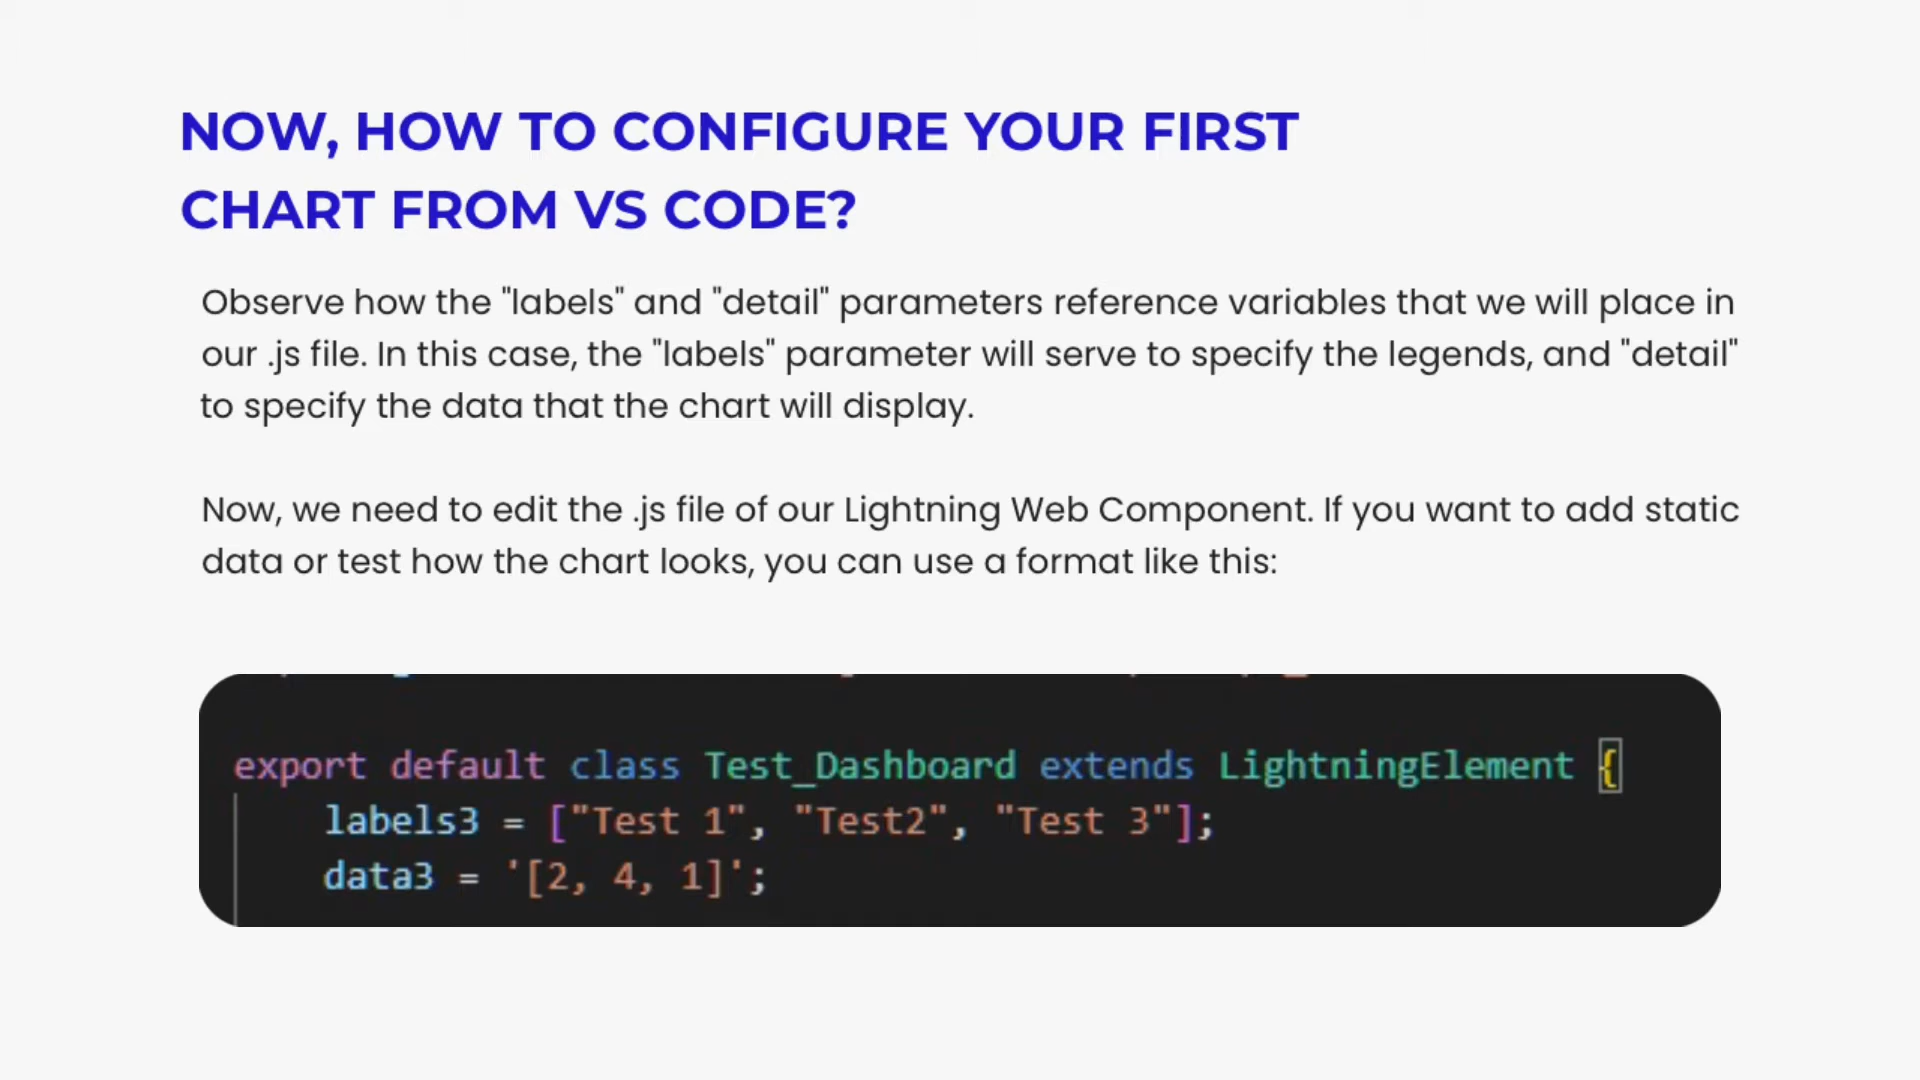 NOW, HOW TO CONFIGURE YOUR FIRST
CHART FROM VS CODE?
Observe how the "labels" and "detail" parameters reference variables that we will place in
our .js file. In this case, the "labels" parameter will serve to specify the legends, and "detail"
to specify the data that the chart will display.
Now, we need to edit the .js file of our Lightning Web Component. If you want to add static
data or test how the chart looks, you can use a format like this:
export default class Test_Dashboard extends LightningElement {
labels3 = ["Test 1", "Test2", "Test 3"];
data3 = '[2, 4, 1]';